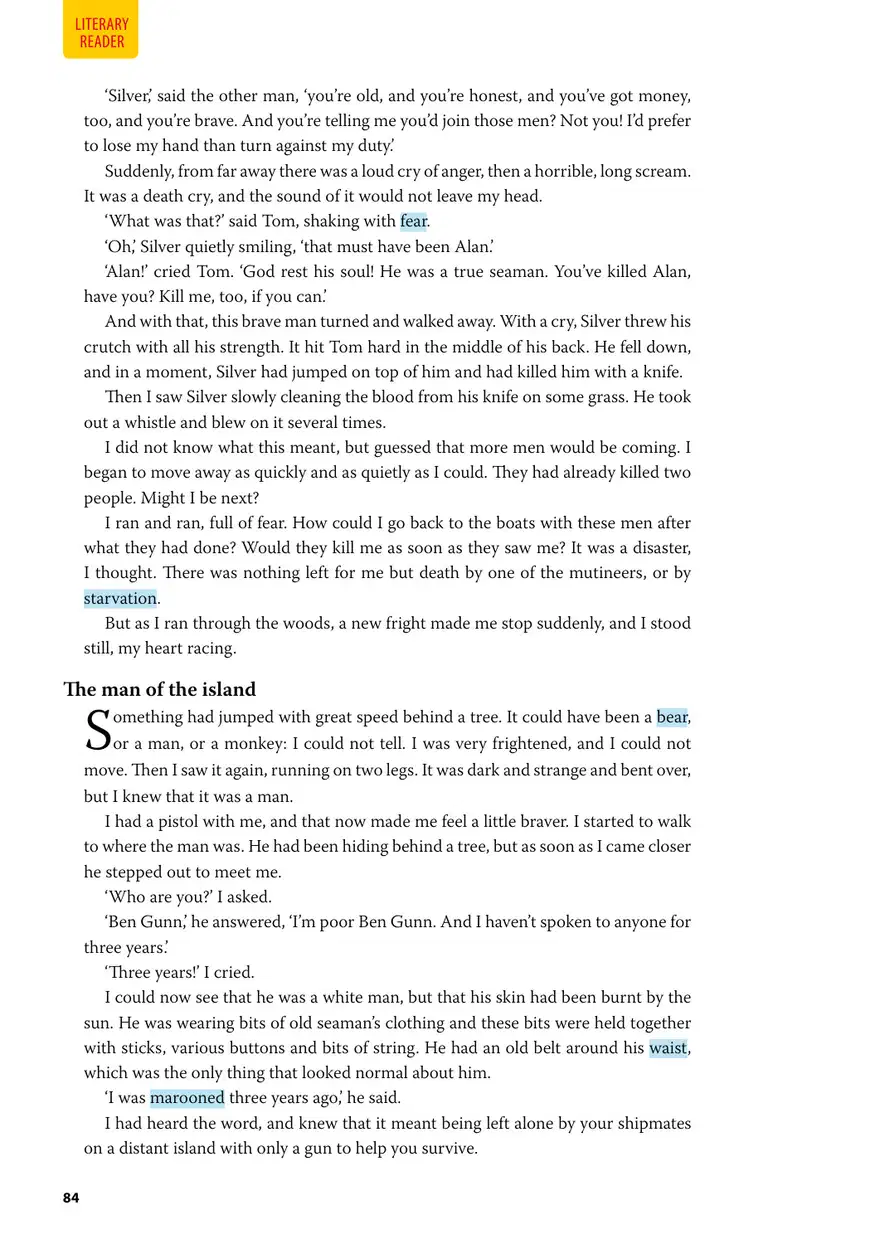 LITERARY
READER
‘Silver,’ said the other man, ‘you’re old, and you’re honest, and you’ve got money,
too, and you’re brave. And you’re telling me you’d join those men? Not you! I’d prefer
to lose my hand than turn against my duty.’
Suddenly, from far away there was a loud cry of anger, then a horrible, long scream.
It was a death cry, and the sound of it would not leave my head.
‘What was that?’ said Tom, shaking with fear.
‘Oh,’ Silver quietly smiling, ‘that must have been Alan.’
‘Alan!’ cried Tom. ‘God rest his soul! He was a true seaman. You’ve killed Alan,
have you? Kill me, too, if you can.’
And with that, this brave man turned and walked away. With a cry, Silver threw his
crutch with all his strength. It hit Tom hard in the middle of his back. He fell down,
and in a moment, Silver had jumped on top of him and had killed him with a knife.
Then I saw Silver slowly cleaning the blood from his knife on some grass. He took
out a whistle and blew on it several times.
I did not know what this meant, but guessed that more men would be coming. I
began to move away as quickly and as quietly as I could. They had already killed two
people. Might I be next?
I ran and ran, full of fear. How could I go back to the boats with these men after
what they had done? Would they kill me as soon as they saw me? It was a disaster,
I thought. There was nothing left for me but death by one of the mutineers, or by
starvation.
But as I ran through the woods, a new fright made me stop suddenly, and I stood
still, my heart racing.
The man of the island
Something had jumped with great speed behind a tree. It could have been a bear,
or a man, or a monkey: I could not tell. I was very frightened, and I could not
move. Then I saw it again, running on two legs. It was dark and strange and bent over,
but I knew that it was a man.
I had a pistol with me, and that now made me feel a little braver. I started to walk
to where the man was. He had been hiding behind a tree, but as soon as I came closer
he stepped out to meet me.
‘Who are you?’ I asked.
‘Ben Gunn,’ he answered, ‘I’m poor Ben Gunn. And I haven’t spoken to anyone for
three years.’
‘Three years!’ I cried.
I could now see that he was a white man, but that his skin had been burnt by the
sun. He was wearing bits of old seaman’s clothing and these bits were held together
with sticks, various buttons and bits of string. He had an old belt around his waist,
which was the only thing that looked normal about him.
‘I was marooned three years ago,’ he said.
I had heard the word, and knew that it meant being left alone by your shipmates
on a distant island with only a gun to help you survive.
84